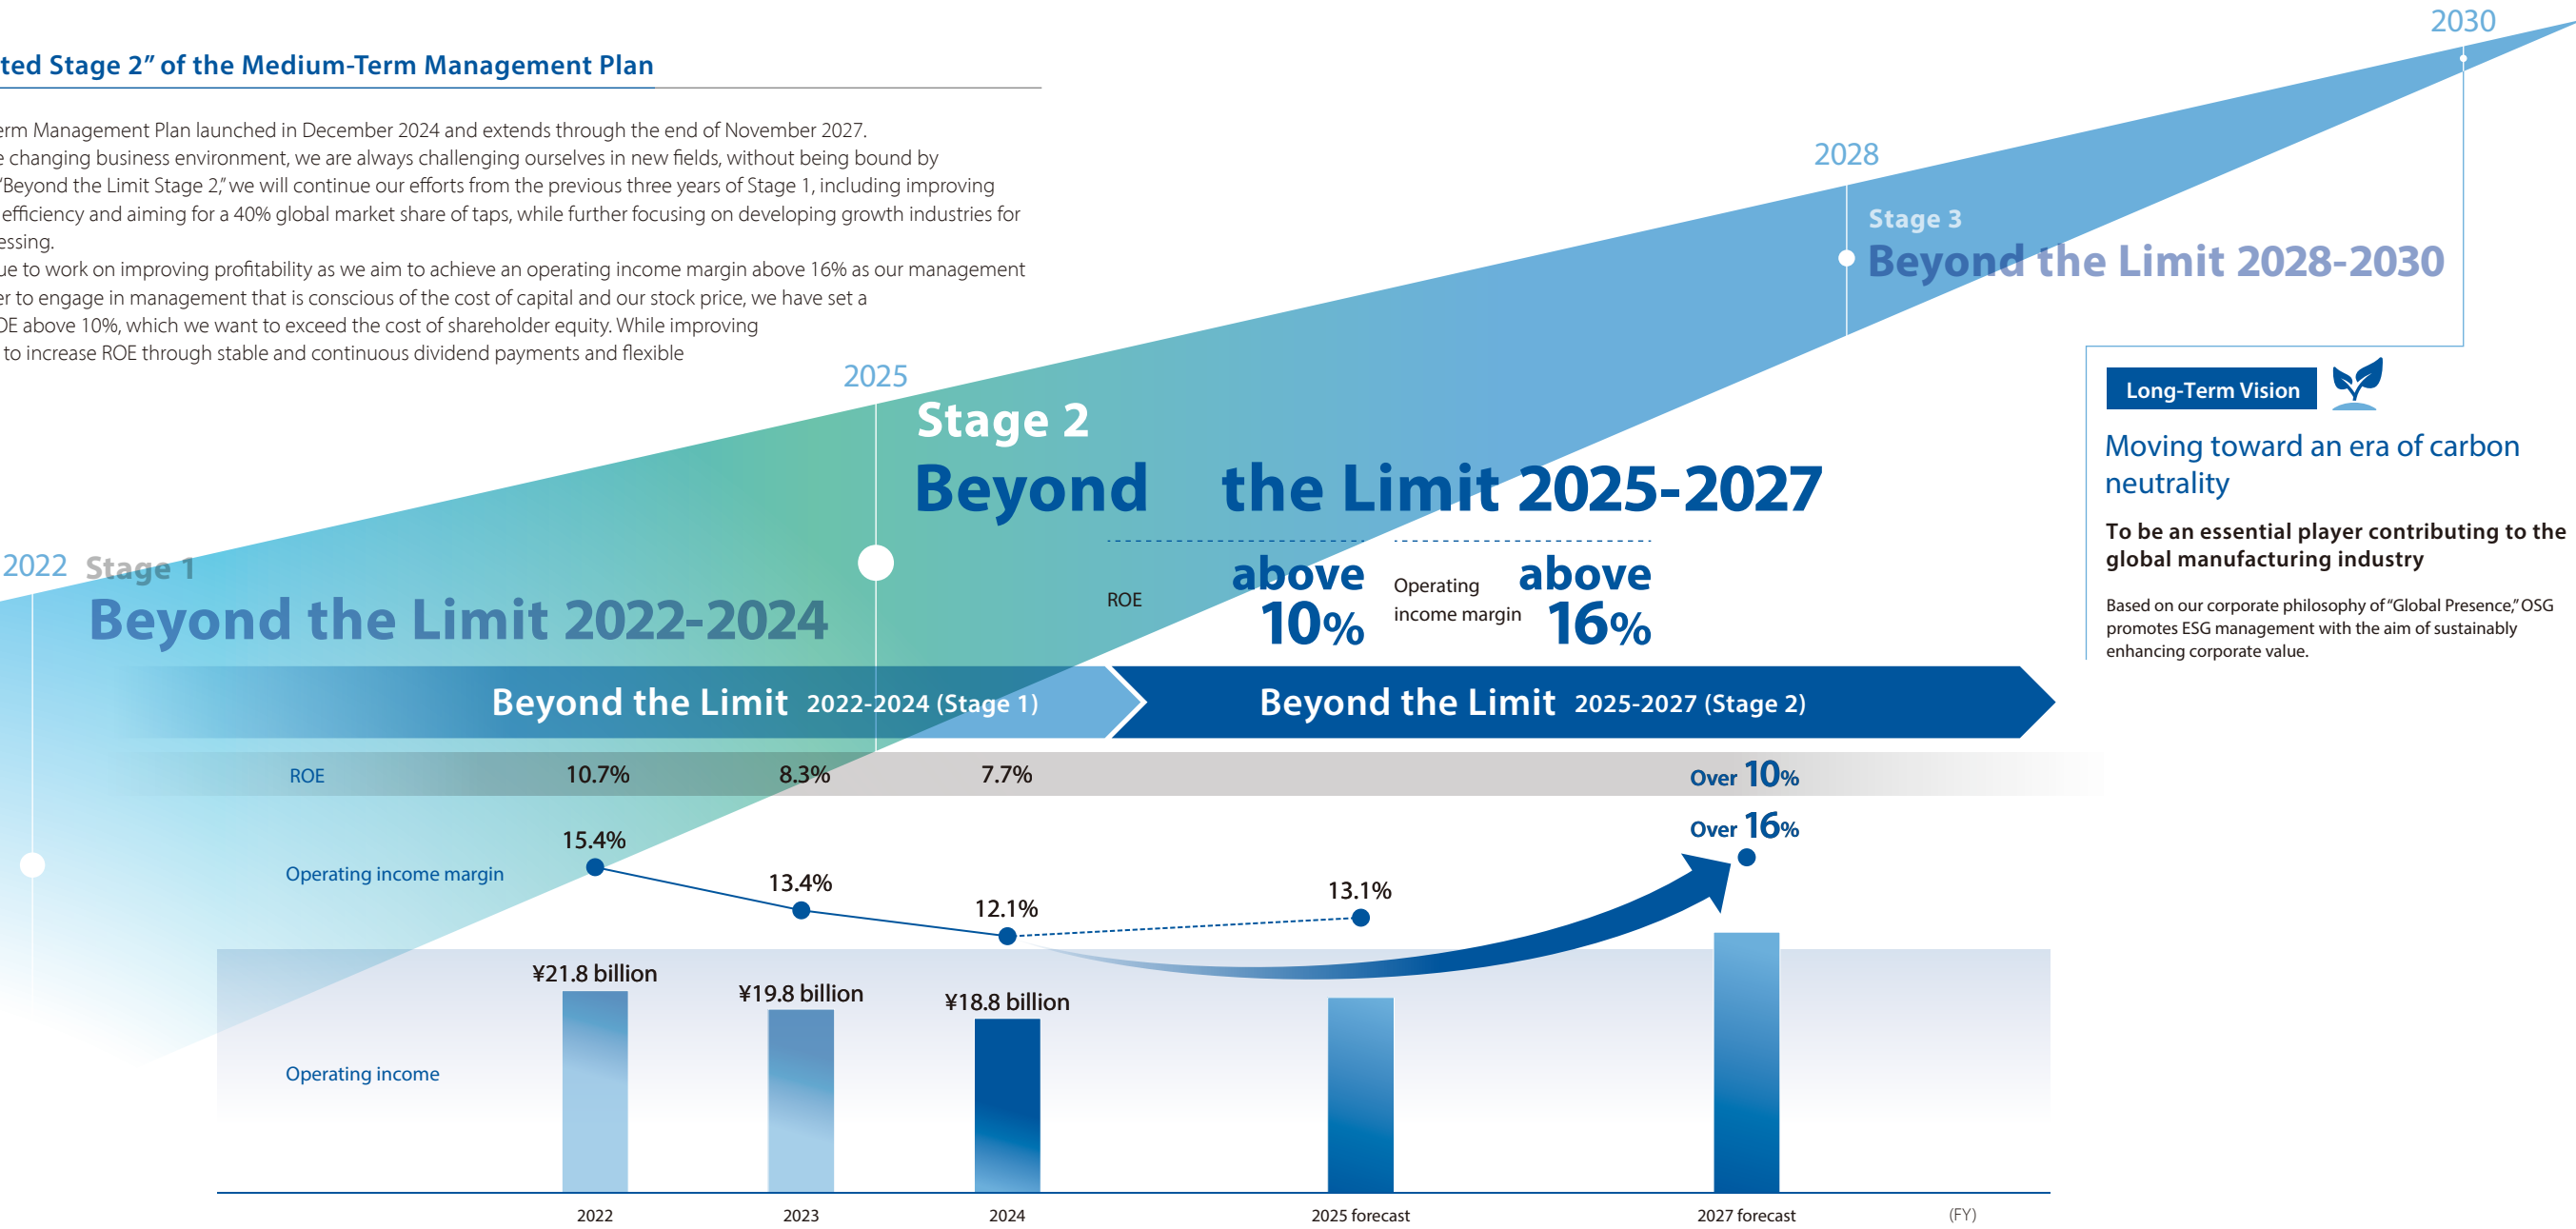 ted Stage 2” of the Medium-Term Management Plan
erm Management Plan launched in December 2024 and extends through the end of November 2027.
e changing business environment, we are always challenging ourselves in new fields, without being bound by
“Beyond the Limit Stage 2,” we will continue our efforts from the previous three years of Stage 1, including improving
efficiency and aiming for a 40% global market share of taps, while further focusing on developing growth industries for
essing.
ue to work on improving profitability as we aim to achieve an operating income margin above 16% as our management
er to engage in management that is conscious of the cost of capital and our stock price, we have set a
OE above 10%, which we want to exceed the cost of shareholder equity. While improving
to increase ROE through stable and continuous dividend payments and flexible
2030
2028
Stage 3
Beyond the Limit 2028-2030
2025
Stage 2
Beyond the Limit 2025-2027
ROE above 10%
Operating income margin above 16%
2022
Stage 1
Beyond the Limit 2022-2024
Long-Term Vision
Moving toward an era of carbon
neutrality
To be an essential player contributing to the
global manufacturing industry
Based on our corporate philosophy of “Global Presence,” OSG
promotes ESG management with the aim of sustainably
enhancing corporate value.
Beyond the Limit 2022-2024 (Stage 1)
Beyond the Limit 2025-2027 (Stage 2)
ROE 10.7% 8.3% 7.7% Over 10%
Operating income margin 15.4% 13.4% 12.1% 13.1% Over 16%
¥21.8 billion ¥19.8 billion ¥18.8 billion
Operating income
2022 2023 2024 2025 forecast 2027 forecast (FY)